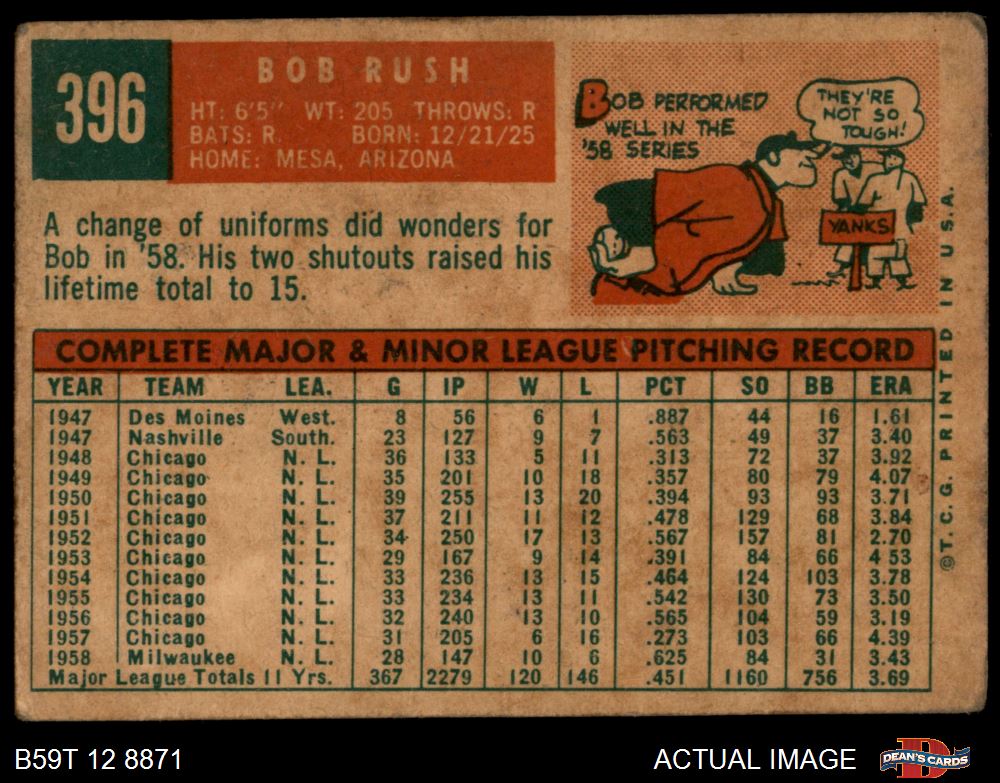 396
BOB RUSH
HT: 6'5" WT: 205 THROWS: R
BATS: R. BORN: 12/21/25
HOME: MESA, ARIZONA
BOB PERFORMED
WELL IN THE
'58 SERIES
THEY'RE
NOT SO
TOUGH!
YANKS
A change of uniforms did wonders for
Bob in '58. His two shutouts raised his
lifetime total to 15.
COMPLETE MAJOR & MINOR LEAGUE PITCHING RECORD
YEAR TEAM LEA. G IP W L PCT SO BB ERA
1947 Des Moines West. 8 56 6 1 .887 44 16 1.61
1947 Nashville South. 23 127 9 7 .563 49 37 3.40
1948 Chicago N. L. 36 133 5 11 .313 72 37 3.92
1949 Chicago N. L. 35 201 10 18 .357 80 79 4.07
1950 Chicago N. L. 39 255 13 20 .394 93 93 3.71
1951 Chicago N. L. 37 211 11 12 .478 129 68 3.84
1952 Chicago N. L. 34 250 17 13 .567 157 81 2.70
1953 Chicago N. L. 29 167 9 14 .391 84 66 4.53
1954 Chicago N. L. 33 236 13 15 .464 124 103 3.78
1955 Chicago N. L. 33 234 13 11 .542 130 73 3.50
1956 Chicago N. L. 32 240 13 10 .565 104 59 3.19
1957 Chicago N. L. 31 205 6 16 .273 103 66 4.39
1958 Milwaukee N. L. 28 147 10 6 .625 84 31 3.43
Major League Totals 11 Yrs. 367 2279 120 146 .451 1160 756 3.69
©T. C. G. PRINTED IN U.S.A.
B59T 12 8871
ACTUAL IMAGE
D
DEAN'S CARDS